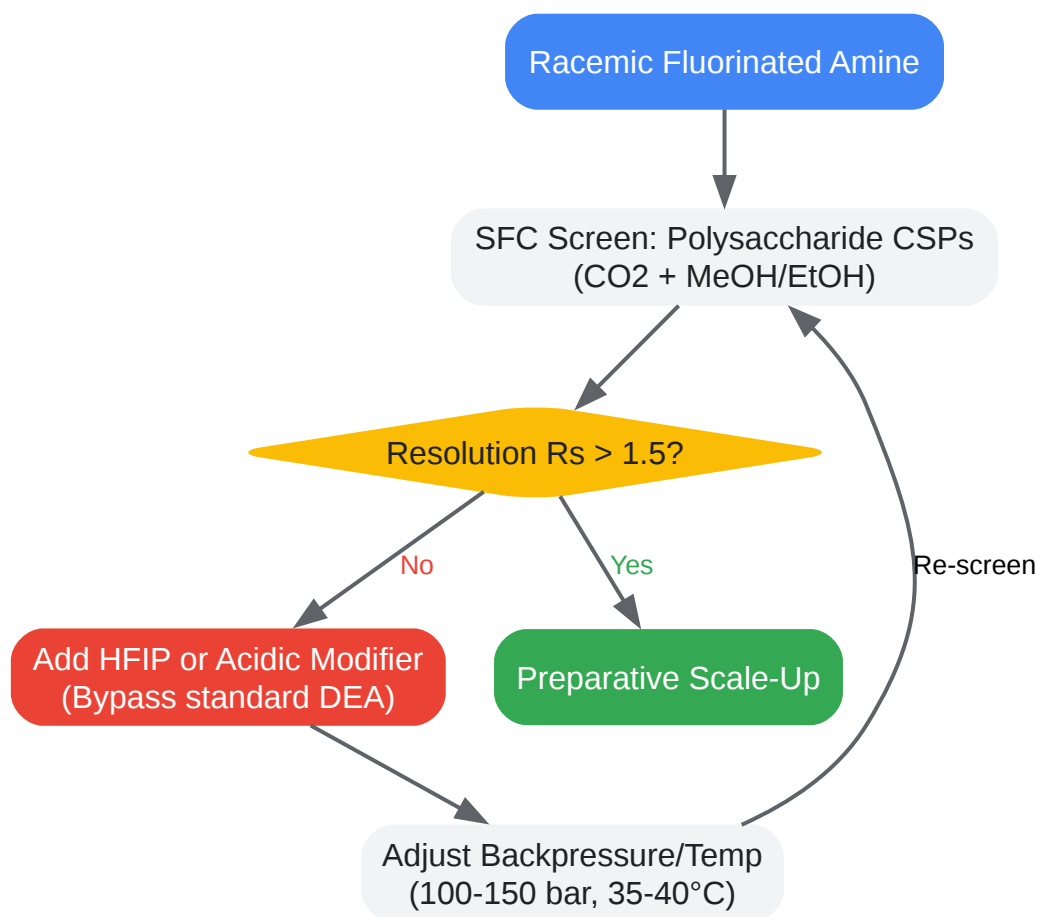 Racemic Fluorinated Amine
SFC Screen: Polysaccharide CSPs
(CO2 + MeOH/EtOH)
Resolution Rs > 1.5?
No
Yes
Re-screen
Add HFIP or Acidic Modifier
(Bypass standard DEA)
Preparative Scale-Up
Adjust Backpressure/Temp
(100-150 bar, 35-40°C)